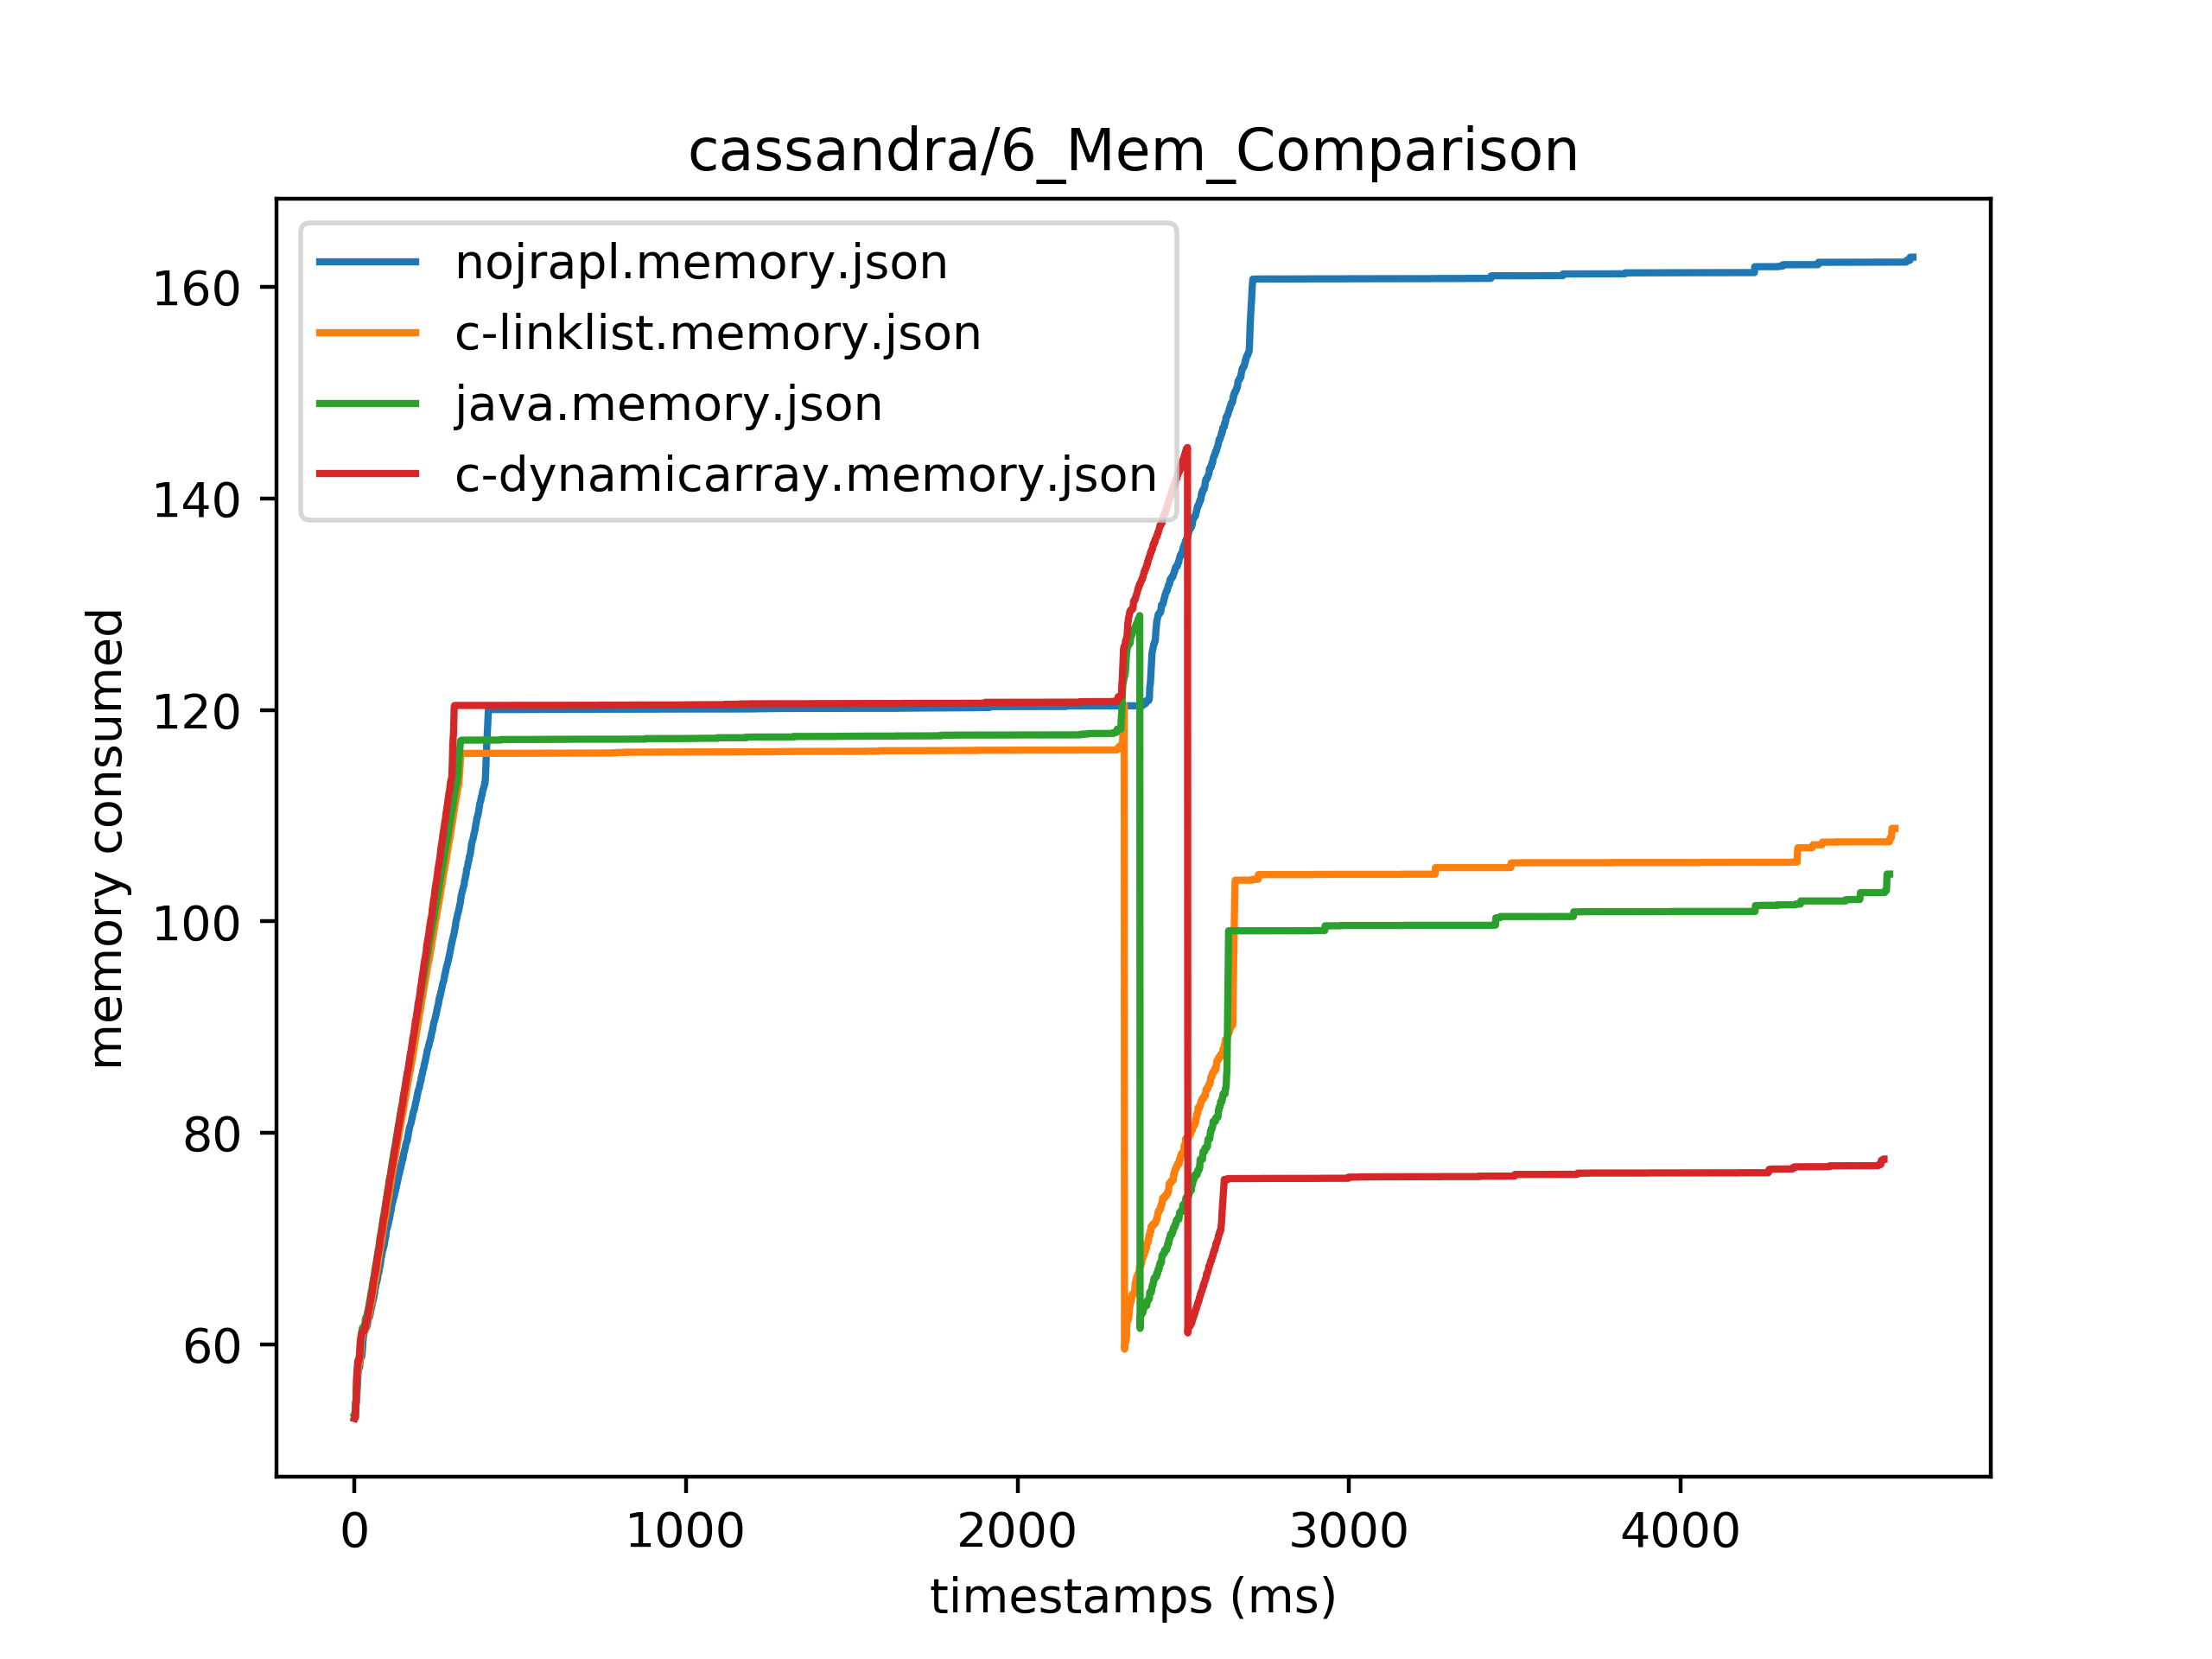 cassandra/6_Mem_Comparison
nojrapl.memory.json
c-linklist.memory.json
java.memory.json
c-dynamicarray.memory.json
memory consumed
160
140
120
100
80
60
0 1000 2000 3000 4000
timestamps (ms)